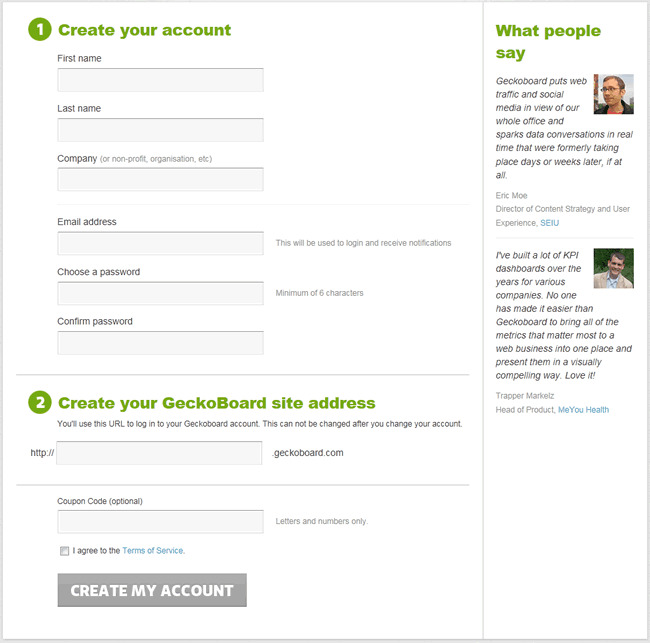 1 Create your account
First name
Last name
Company (or non-profit, organisation, etc)
Email address
This will be used to login and receive notifications
Choose a password
Minimum of 6 characters
Confirm password
2 Create your GeckoBoard site address
You'll use this URL to log in to your Geckoboard account. This can not be changed after you change your account.
http:// .geckoboard.com
Coupon Code (optional)
Letters and numbers only.
I agree to the Terms of Service.
CREATE MY ACCOUNT
What people
say
Geckoboard puts web
traffic and social
media in view of our
whole office and
sparks data conversations in real
time that were formerly taking
place days or weeks later, if at
all.
Eric Moe
Director of Content Strategy and User
Experience, SEIU
I've built a lot of KPI
dashboards over the
years for various
companies. No one
has made it easier than
Geckoboard to bring all of the
metrics that matter most to a
web business into one place and
present them in a visually
compelling way. Love it!
Trapper Markelz
Head of Product, MeYou Health